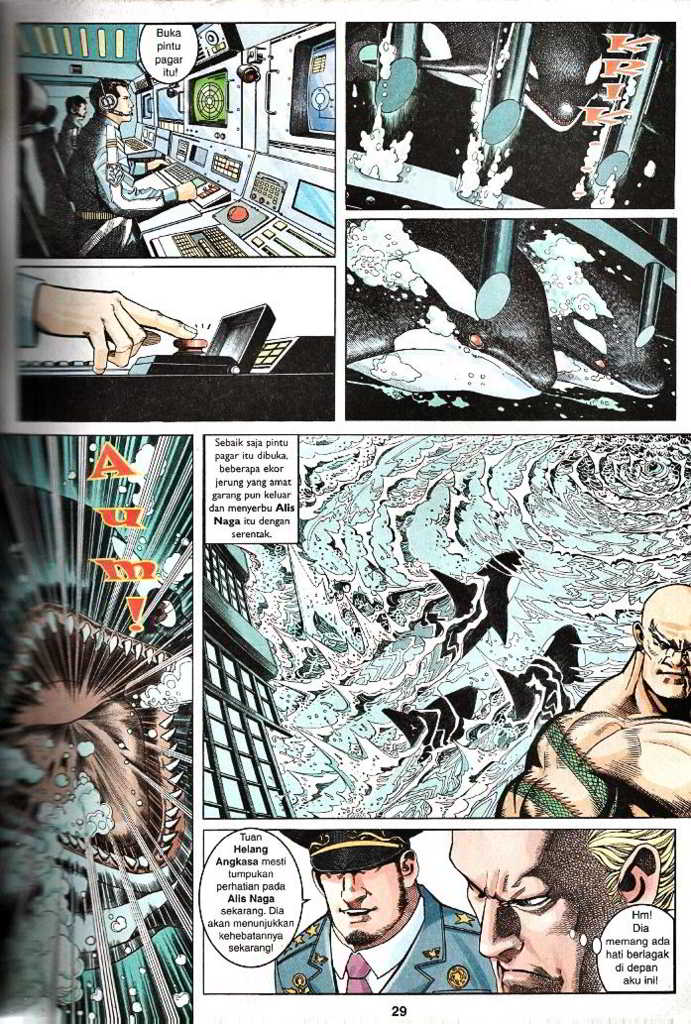 Buka
pintu
pagar
itu!
KRIK
KRIK
Sebaik saja pintu
pagar itu dibuka,
beberapa ekor
jerung yang amat
garang pun keluar
dan menyerbu Alis
Naga itu dengan
serentak.
Aum!
Tuan
Helang
Angkasa mesti
tumpukan
perhatian pada
Alis Naga
sekarang. Dia
akan menunjukkan
kehebatannya
sekarang!
Hm!
Dia
memang ada
hati berlagak
di depan
aku ini!
29